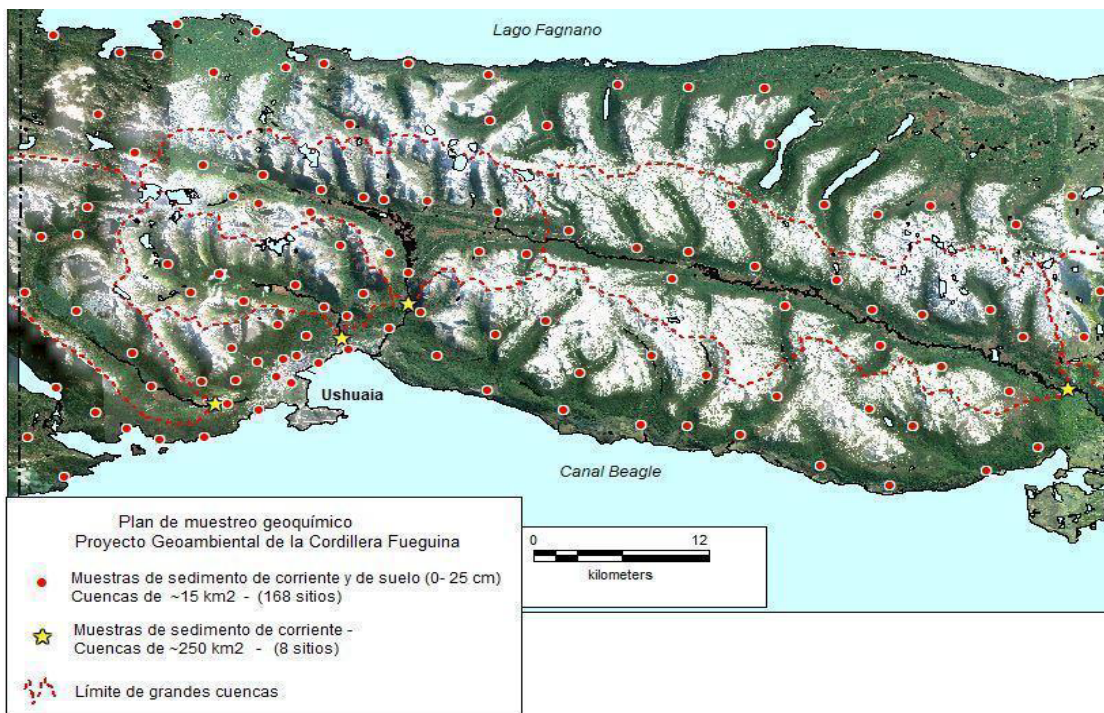 Lago Fagnano
Ushuaia
Canal Beagle
Plan de muestreo geoquímico
Proyecto Geoambiental de la Cordillera Fueguina
Muestras de sedimento de corriente y de suelo (0- 25 cm)
Cuencas de ~15 km2 - (168 sitios)
Muestras de sedimento de corriente -
Cuencas de ~250 km2 - (8 sitios)
Límite de grandes cuencas
0 12
kilometers